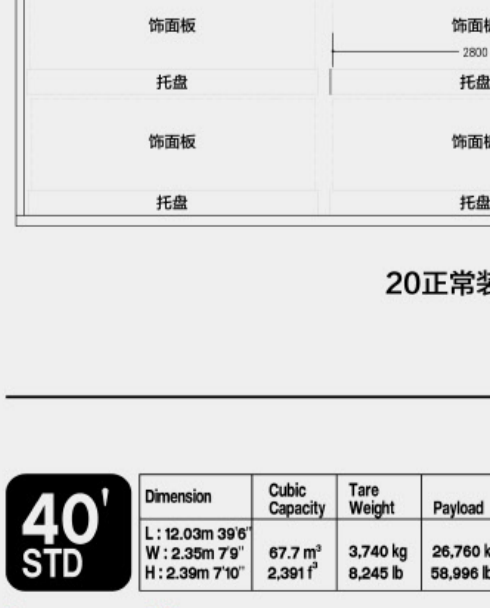 饰面板 饰面
2800
托盘 托盘
饰面板 饰面
托盘 托盘
20正常装
40'
STD
Dimension Cubic Capacity Tare Weight Payload
L : 12.03m 39'6"
W : 2.35m 7'9" 67.7 m³ 3,740 kg 26,760 k
H : 2.39m 7'10" 2,391 f³ 8,245 lb 58,996 lb